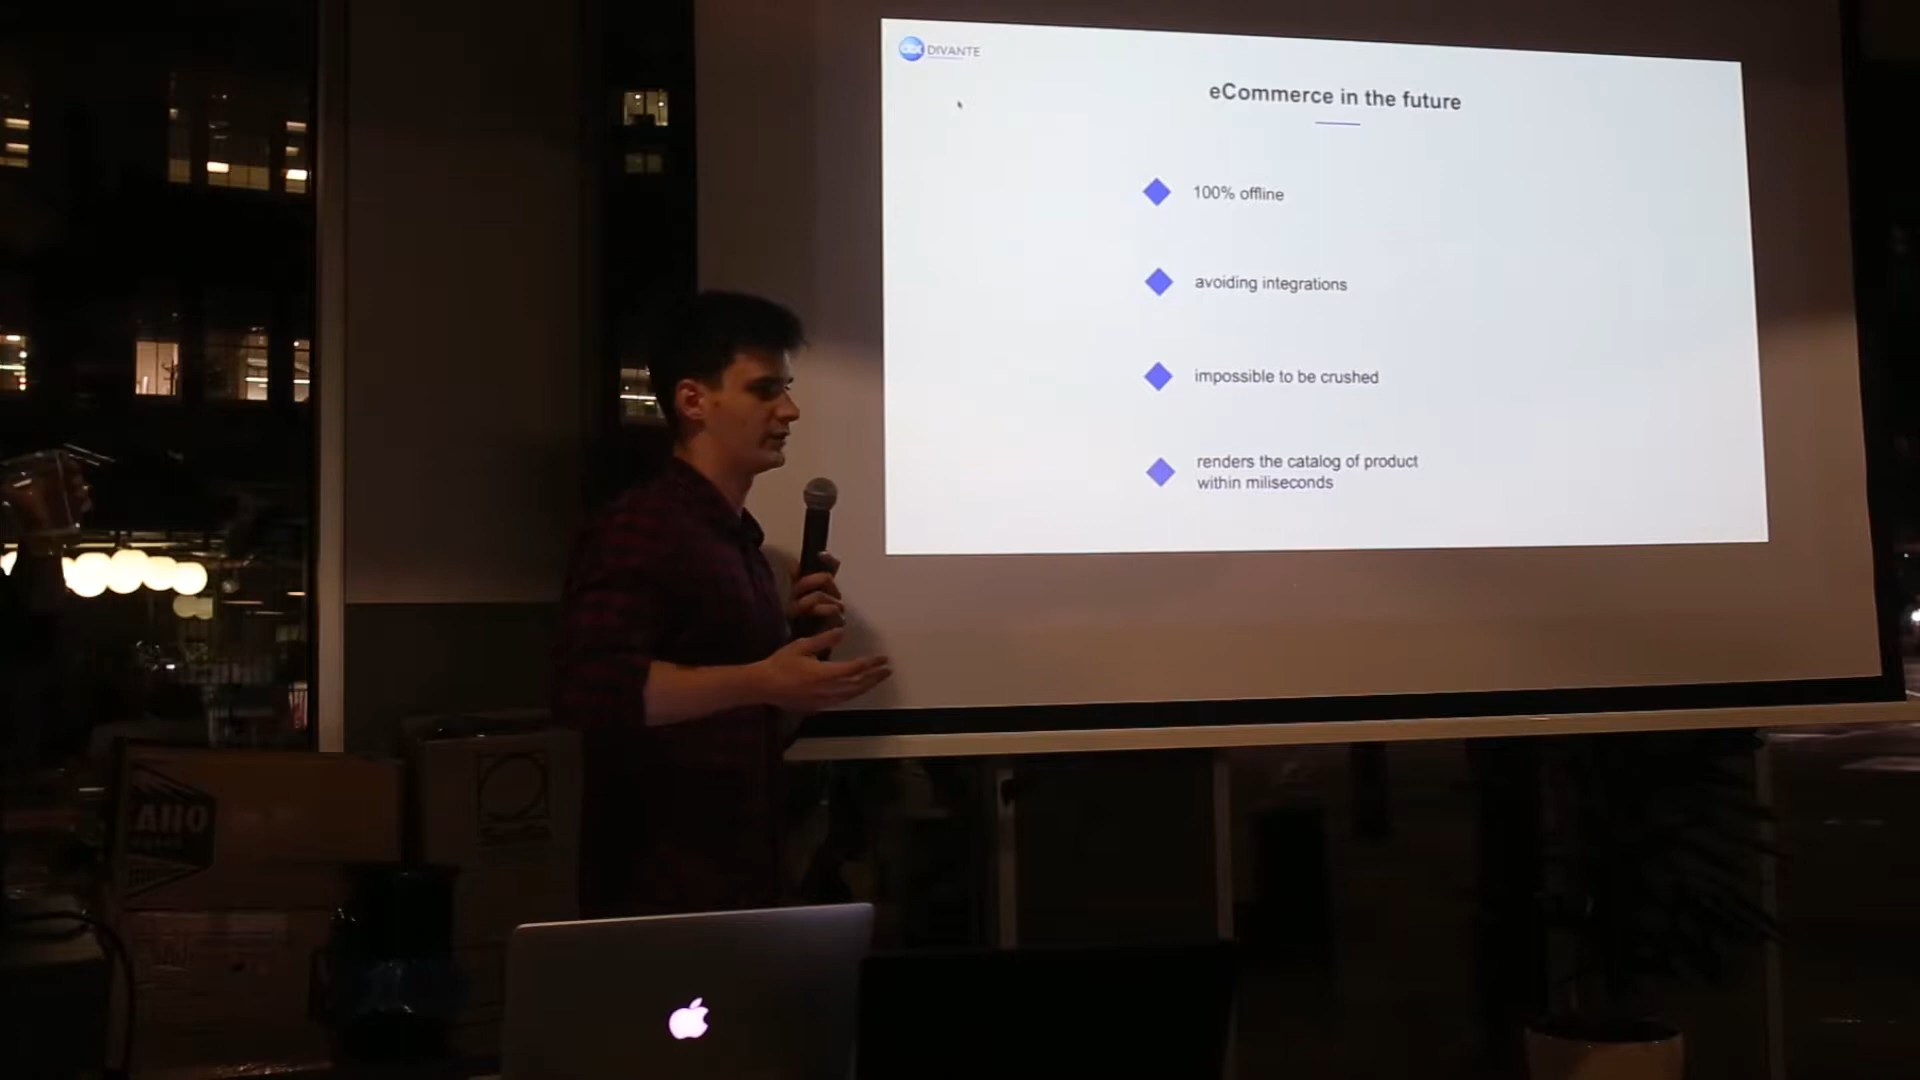 DIVANTE
eCommerce in the future
100% offline
avoiding integrations
impossible to be crushed
renders the catalog of product
within miliseconds